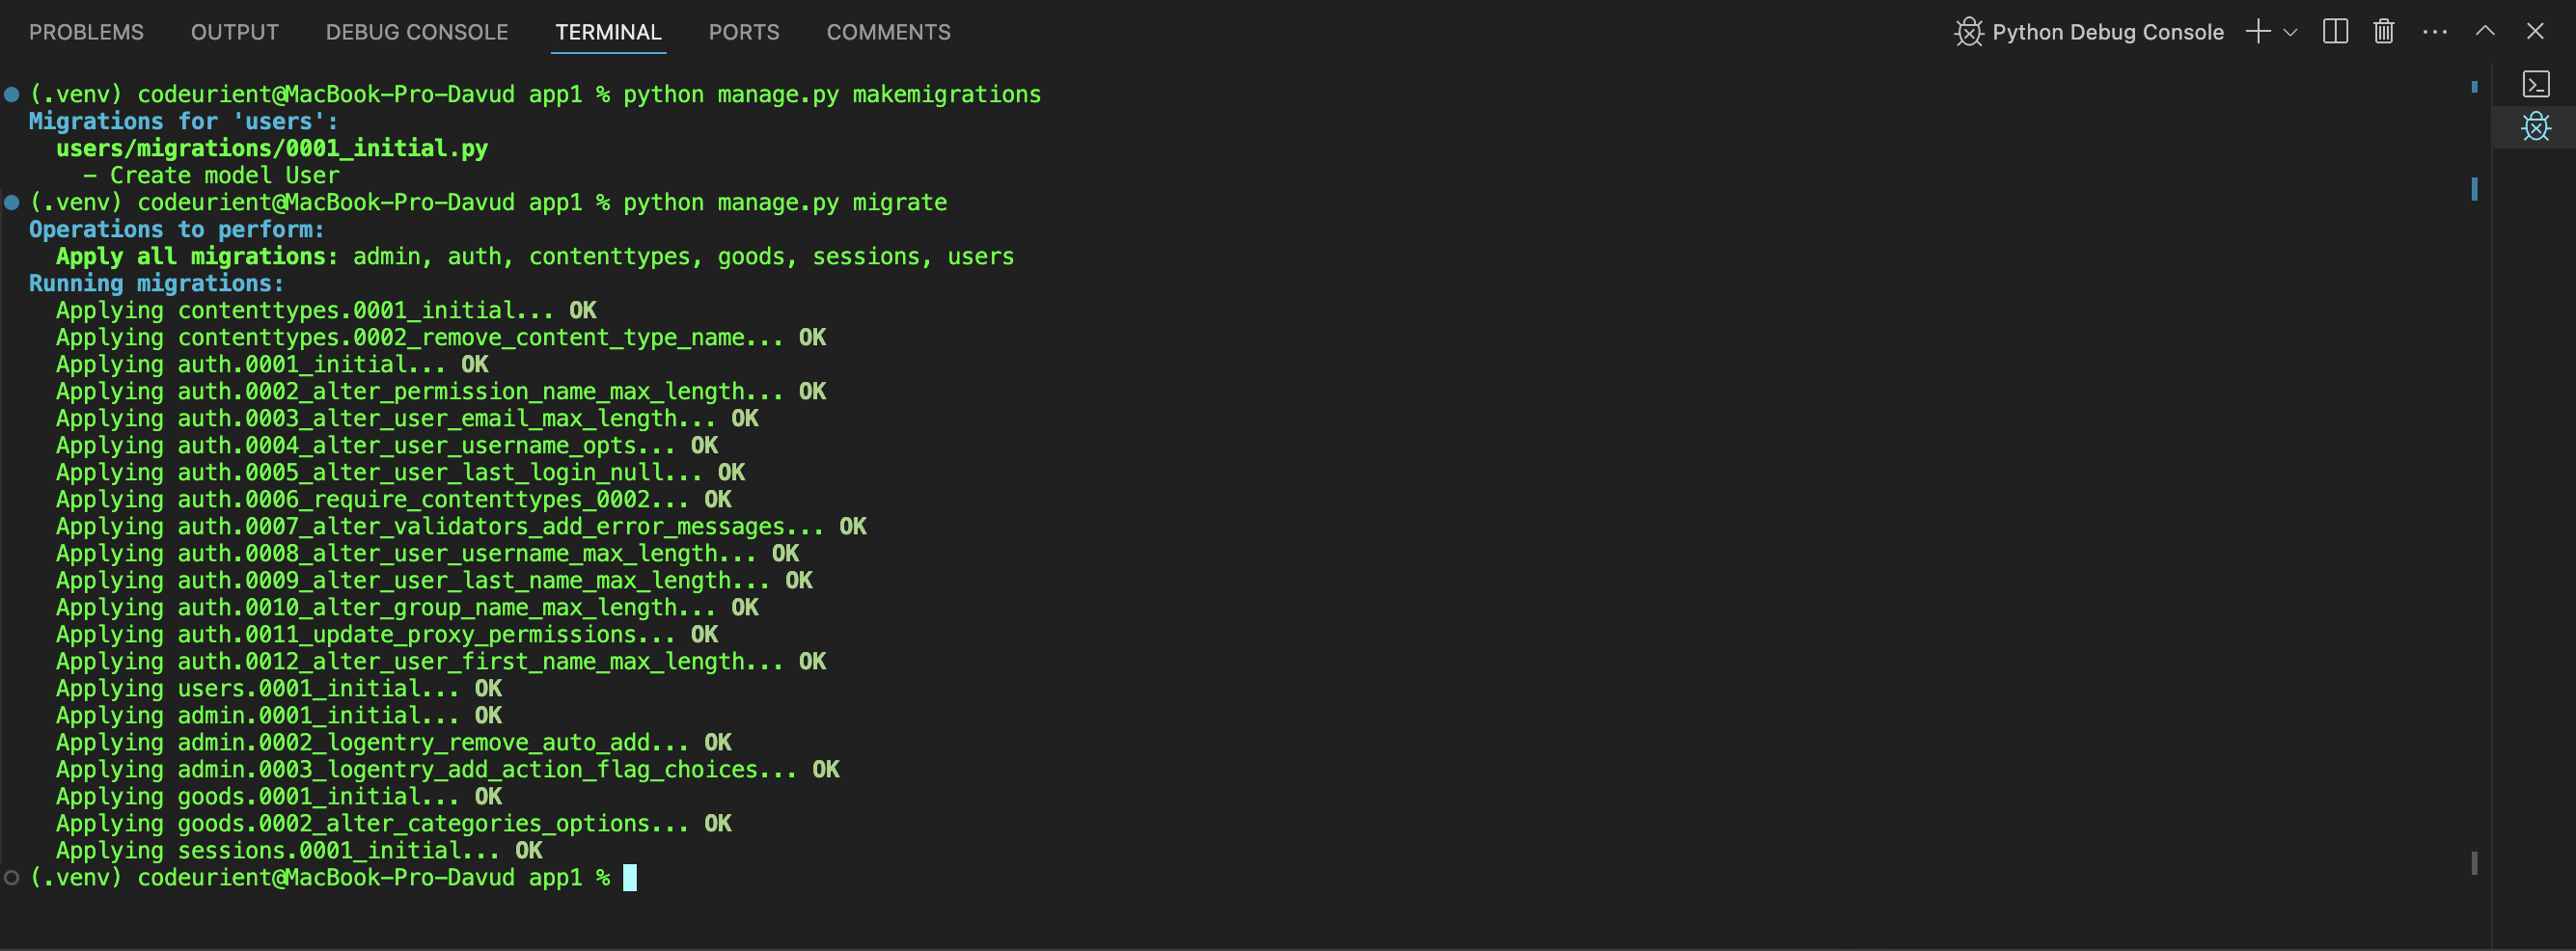 PROBLEMS OUTPUT DEBUG CONSOLE TERMINAL PORTS COMMENTS Python Debug Console
(.venv) codeurient@MacBook-Pro-Davud app1 % python manage.py makemigrations
Migrations for 'users':
users/migrations/0001_initial.py
- Create model User
(.venv) codeurient@MacBook-Pro-Davud app1 % python manage.py migrate
Operations to perform:
Apply all migrations: admin, auth, contenttypes, goods, sessions, users
Running migrations:
Applying contenttypes.0001_initial... OK
Applying contenttypes.0002_remove_content_type_name... OK
Applying auth.0001_initial... OK
Applying auth.0002_alter_permission_name_max_length... OK
Applying auth.0003_alter_user_email_max_length... OK
Applying auth.0004_alter_user_username_opts... OK
Applying auth.0005_alter_user_last_login_null... OK
Applying auth.0006_require_contenttypes_0002... OK
Applying auth.0007_alter_validators_add_error_messages... OK
Applying auth.0008_alter_user_username_max_length... OK
Applying auth.0009_alter_user_last_name_max_length... OK
Applying auth.0010_alter_group_name_max_length... OK
Applying auth.0011_update_proxy_permissions... OK
Applying auth.0012_alter_user_first_name_max_length... OK
Applying users.0001_initial... OK
Applying admin.0001_initial... OK
Applying admin.0002_logentry_remove_auto_add... OK
Applying admin.0003_logentry_add_action_flag_choices... OK
Applying goods.0001_initial... OK
Applying goods.0002_alter_categories_options... OK
Applying sessions.0001_initial... OK
(.venv) codeurient@MacBook-Pro-Davud app1 %